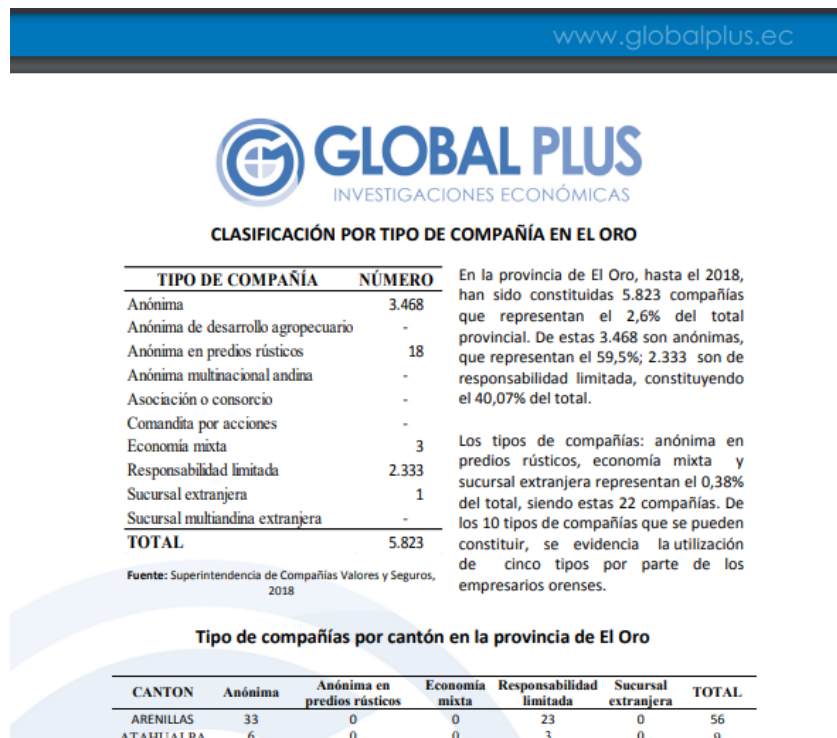 www.globalplus.ec
GLOBAL PLUS
INVESTIGACIONES ECONÓMICAS
CLASIFICACIÓN POR TIPO DE COMPAÑÍA EN EL ORO
TIPO DE COMPAÑÍA NÚMERO
Anónima 3.468
Anónima de desarrollo agropecuario -
Anónima en predios rústicos 18
Anónima multinacional andina -
Asociación o consorcio -
Comandita por acciones -
Economía mixta 3
Responsabilidad limitada 2.333
Sucursal extranjera 1
Sucursal multiandina extranjera -
TOTAL 5.823
Fuente: Superintendencia de Compañías Valores y Seguros,
2018
En la provincia de El Oro, hasta el 2018,
han sido constituidas 5.823 compañías
que representan el 2,6% del total
provincial. De estas 3.468 son anónimas,
que representan el 59,5%; 2.333 son de
responsabilidad limitada, constituyendo
el 40,07% del total.
Los tipos de compañías: anónima en
predios rústicos, economía mixta y
sucursal extranjera representan el 0,38%
del total, siendo estas 22 compañías. De
los 10 tipos de compañías que se pueden
constituir, se evidencia la utilización
de cinco tipos por parte de los
empresarios orenses.
Tipo de compañías por cantón en la provincia de El Oro
CANTON Anónima Anónima en predios rústicos Economía mixta Responsabilidad limitada Sucursal extranjera TOTAL
ARENILLAS 33 0 0 23 0 56
ATAHUALPA 6 0 0 3 0 9